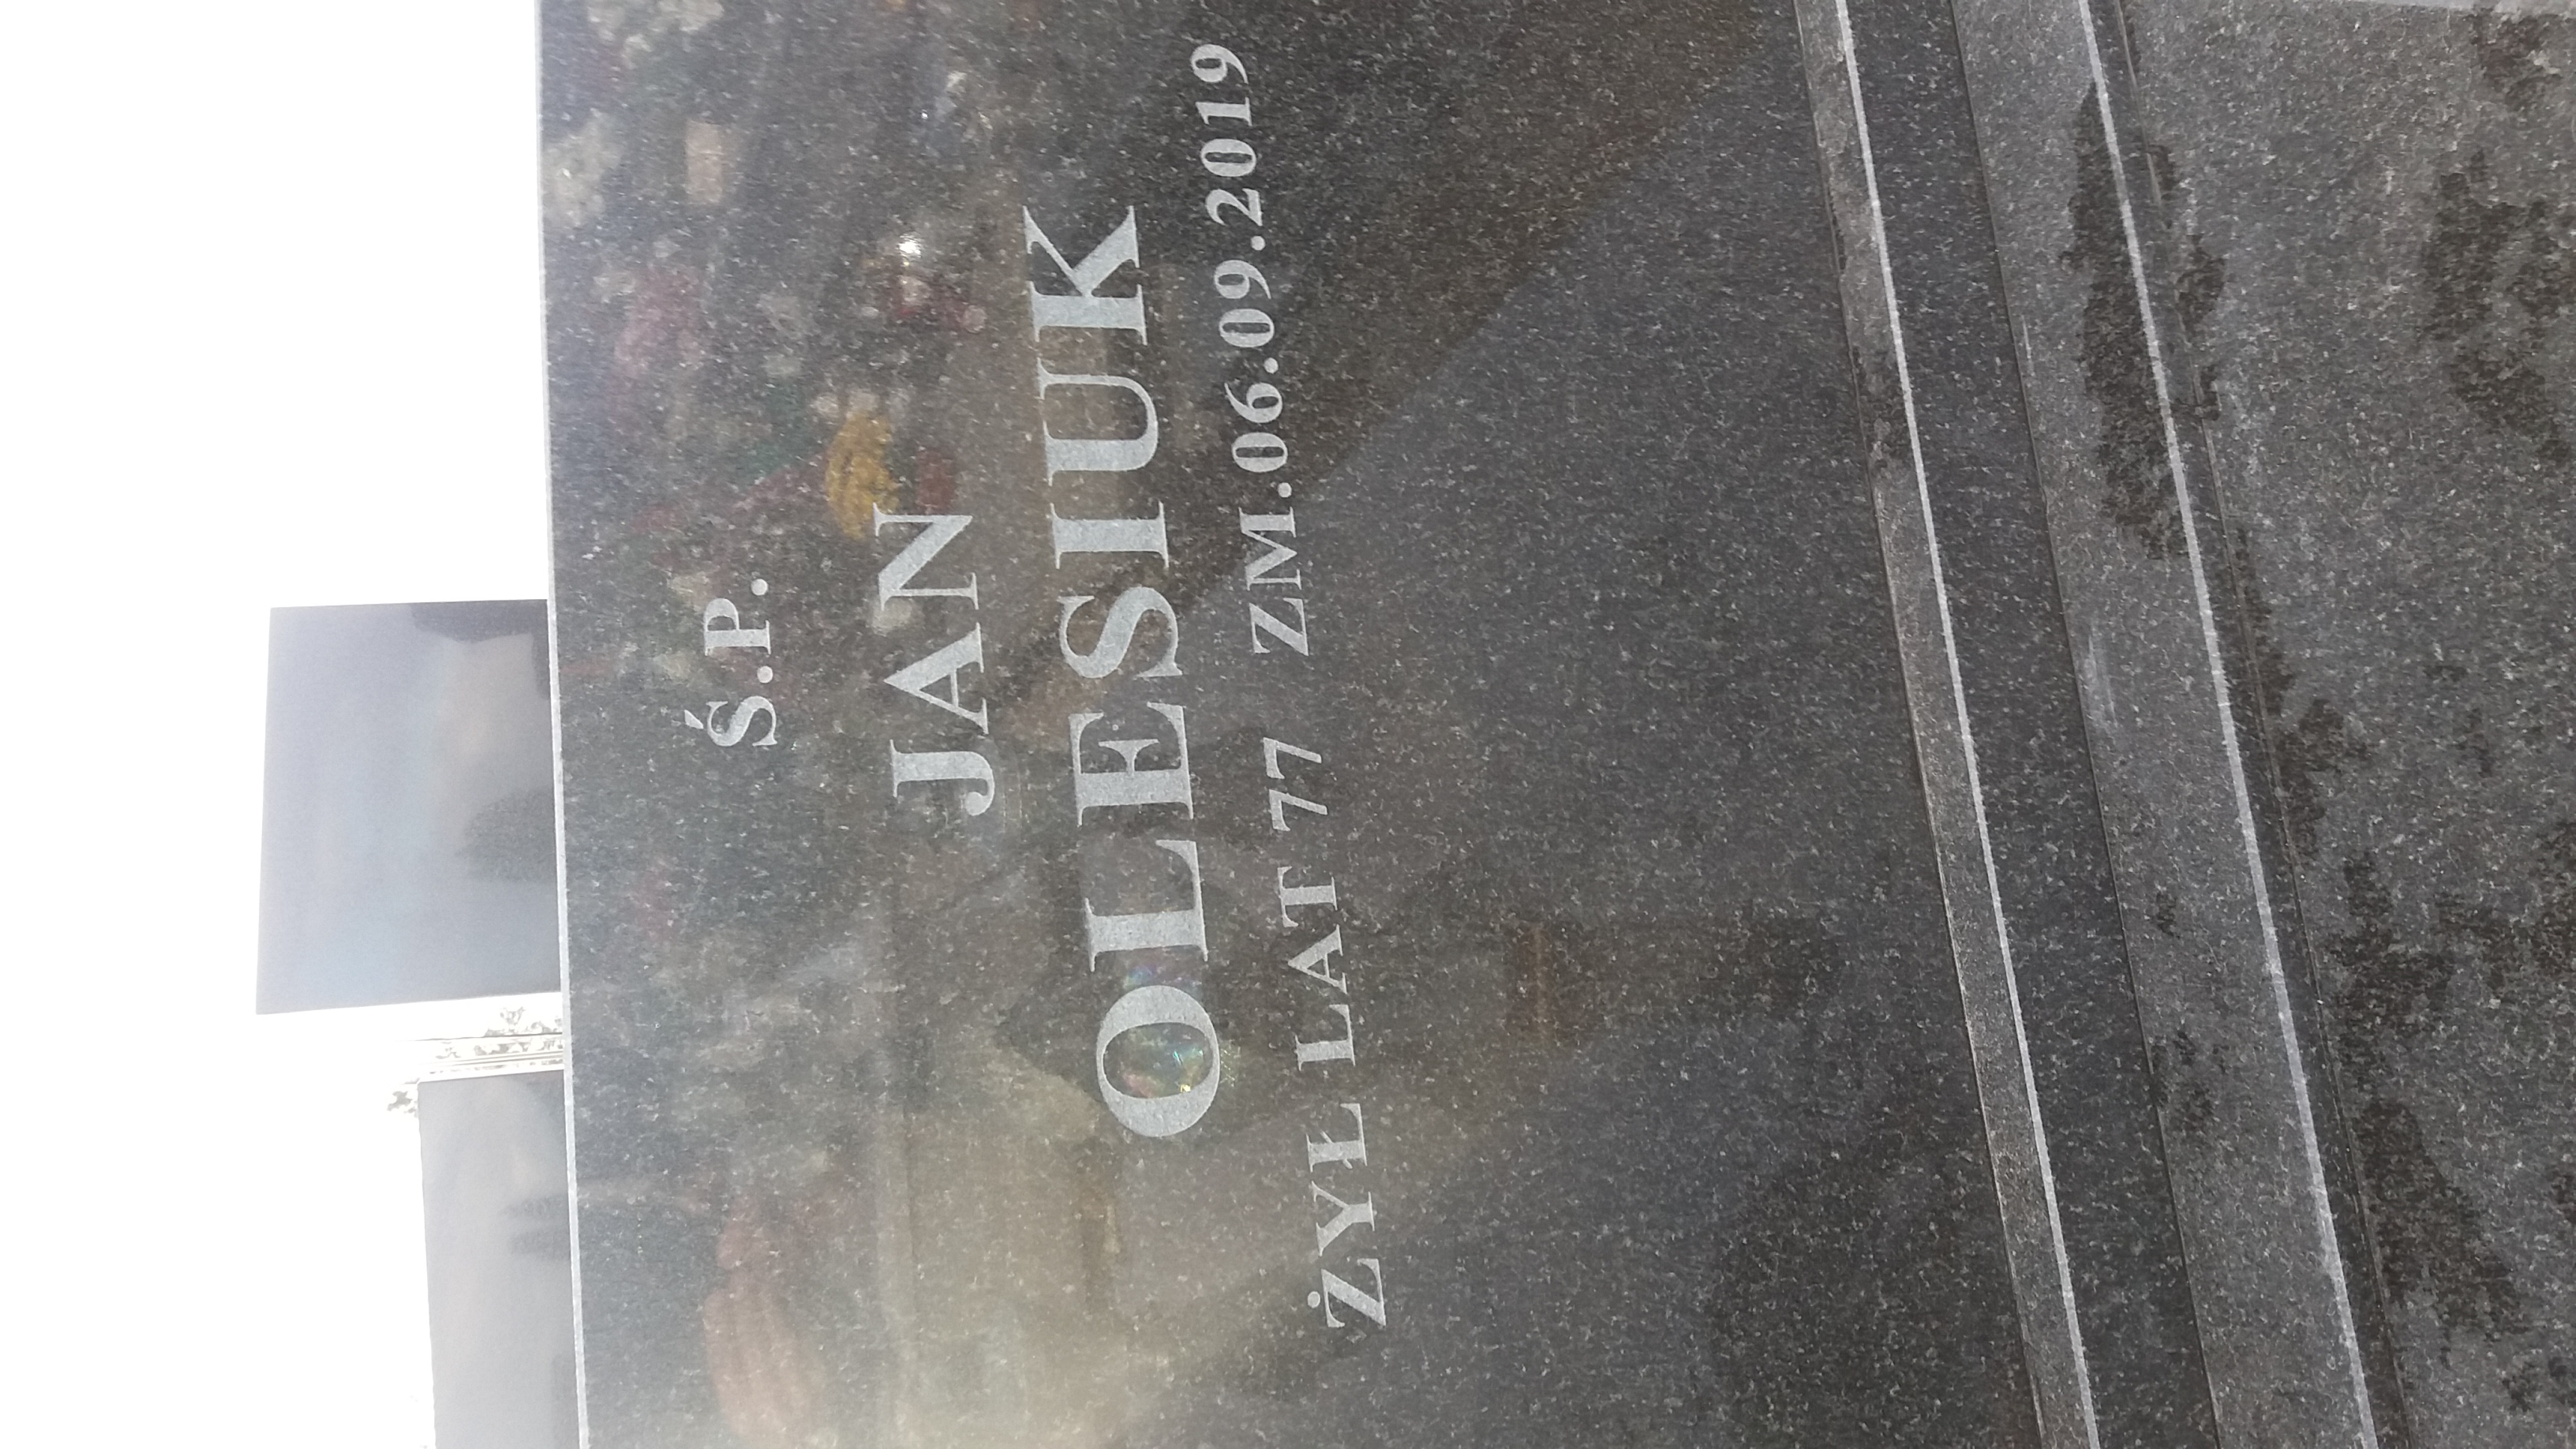 Ś.P.
JAN
OLESIUK
ŻYŁ LAT 77 ZM.06.09.2019